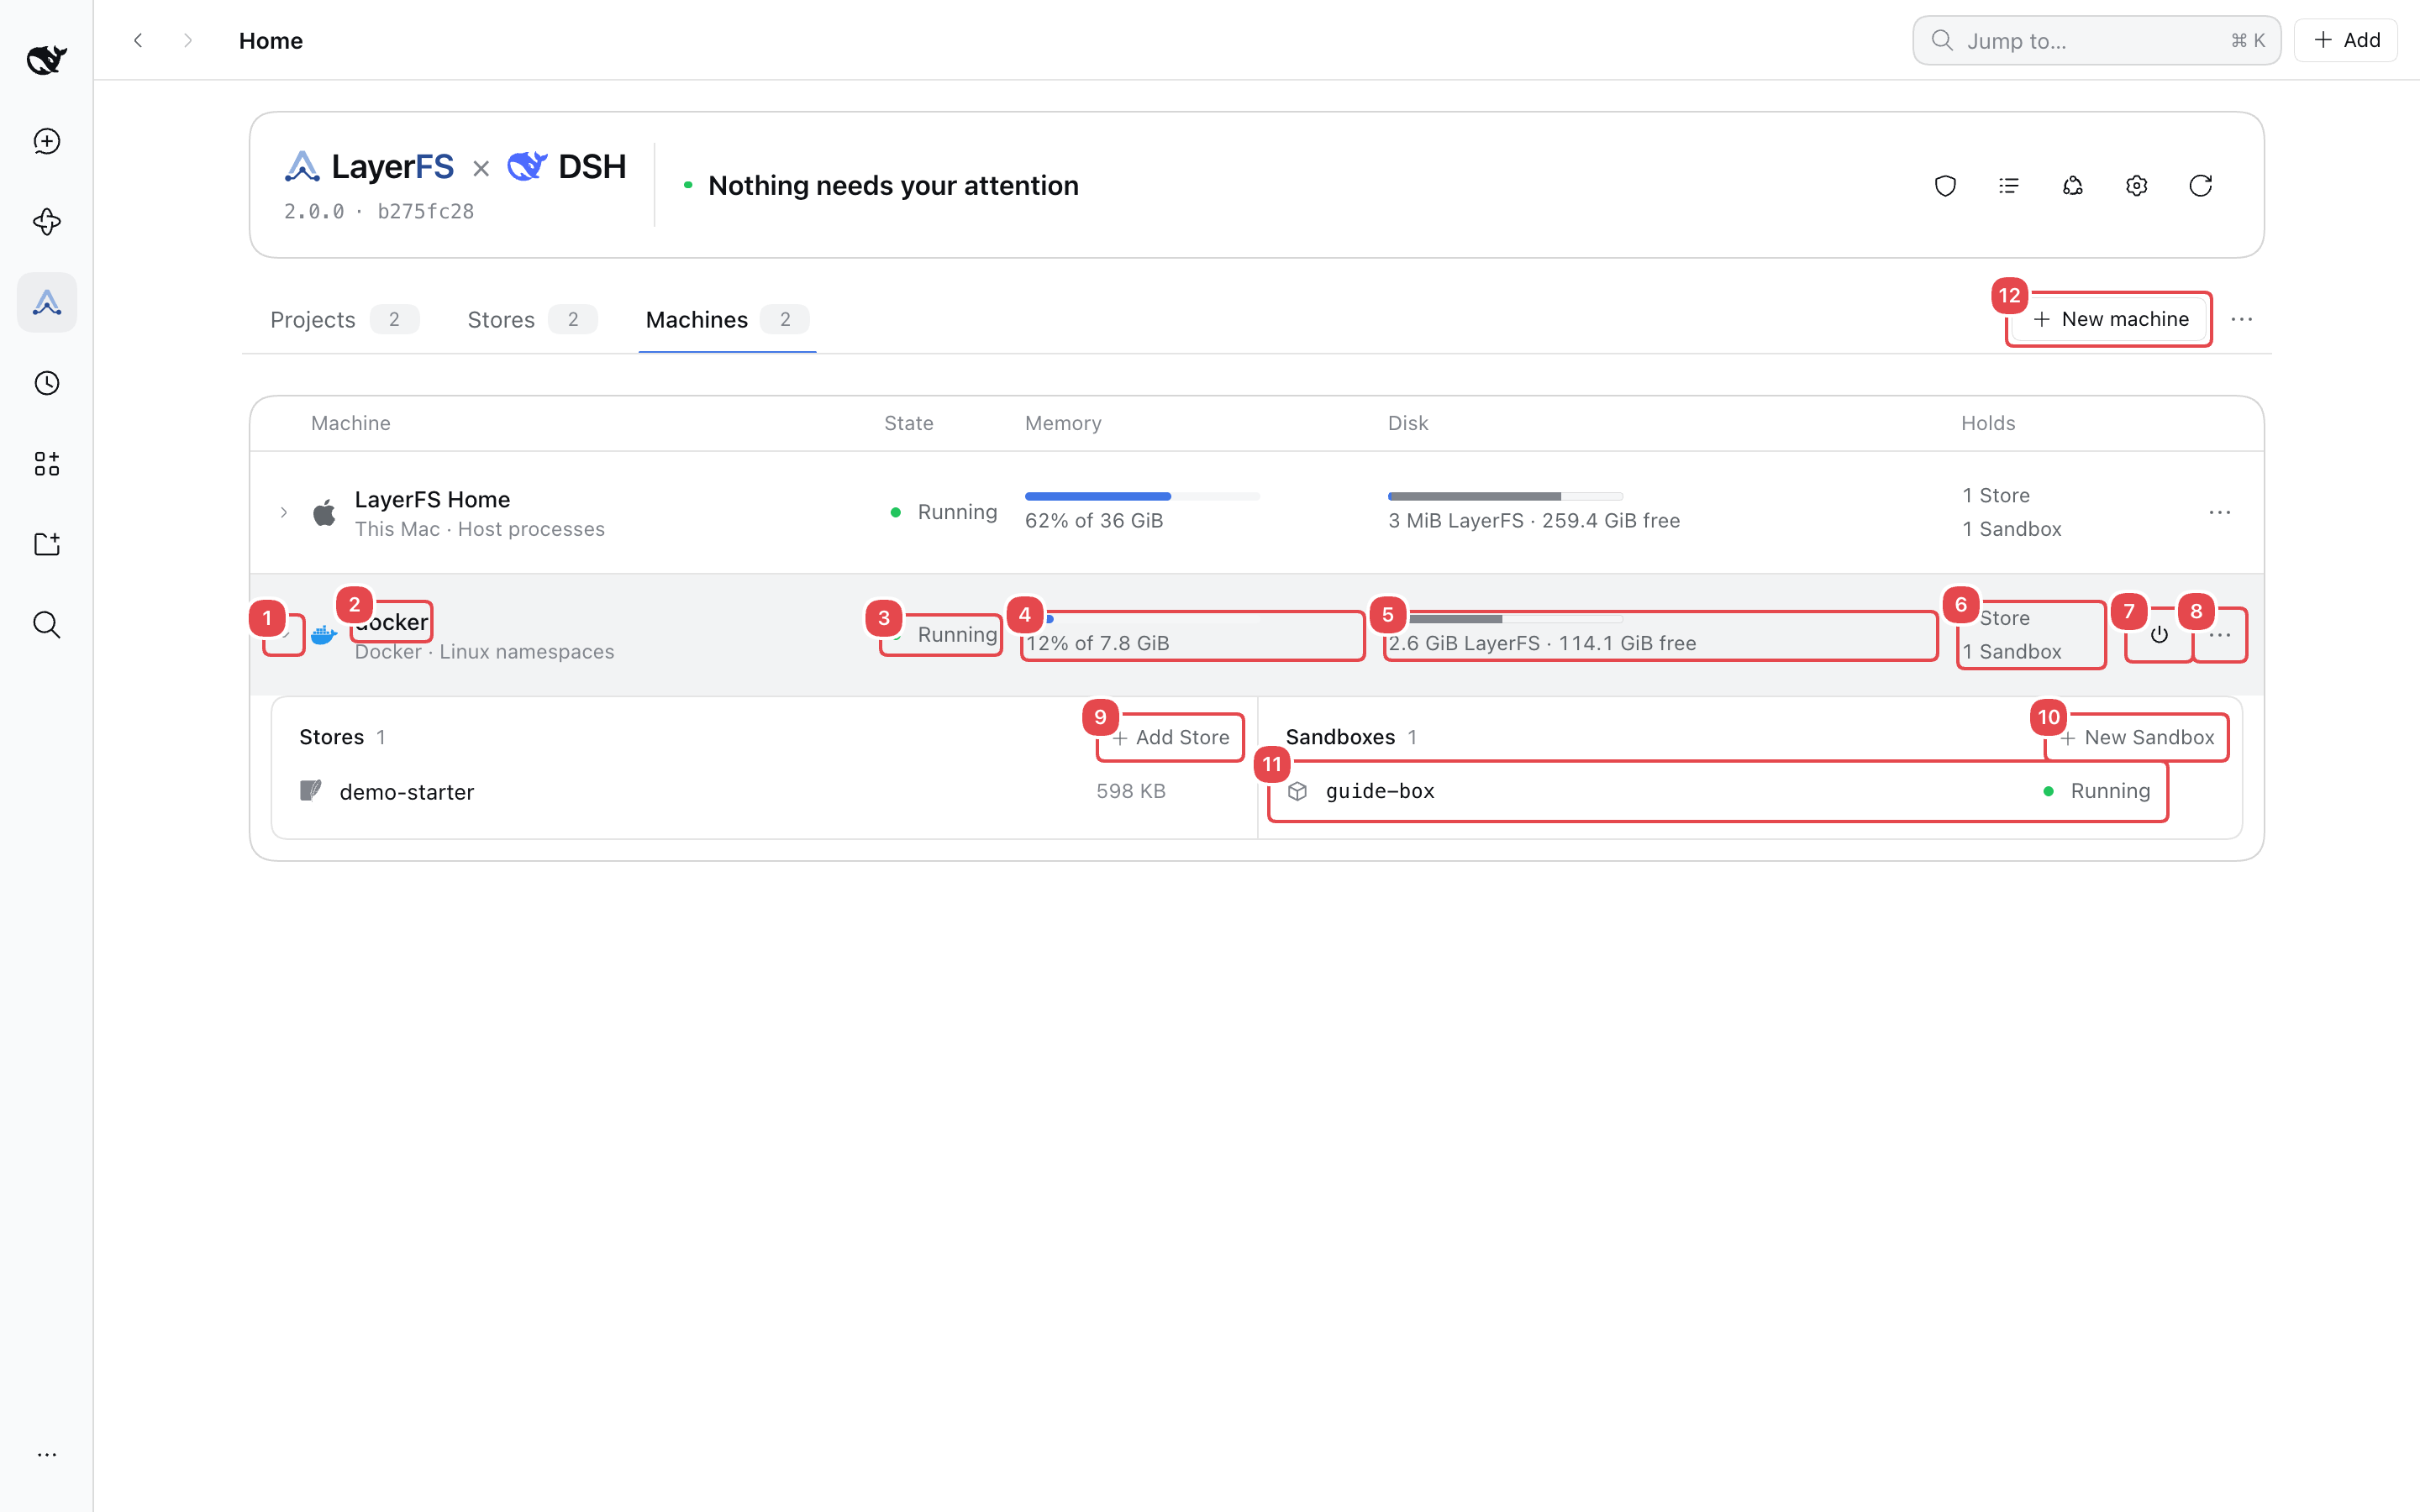 Home
Jump to...
⌘ K
+ Add
LayerFS × DSH
2.0.0 · b275fc28
Nothing needs your attention
Projects 2
Stores 2
Machines 2
12
+ New machine
Machine
State
Memory
Disk
Holds
LayerFS Home
This Mac · Host processes
Running
62% of 36 GiB
3 MiB LayerFS · 259.4 GiB free
1 Store
1 Sandbox
1
2
docker
Docker · Linux namespaces
3
Running
4
12% of 7.8 GiB
5
2.6 GiB LayerFS · 114.1 GiB free
6
Store
1 Sandbox
7
8
Stores 1
9
+ Add Store
demo-starter
598 KB
Sandboxes 1
10
+ New Sandbox
11
guide-box
Running